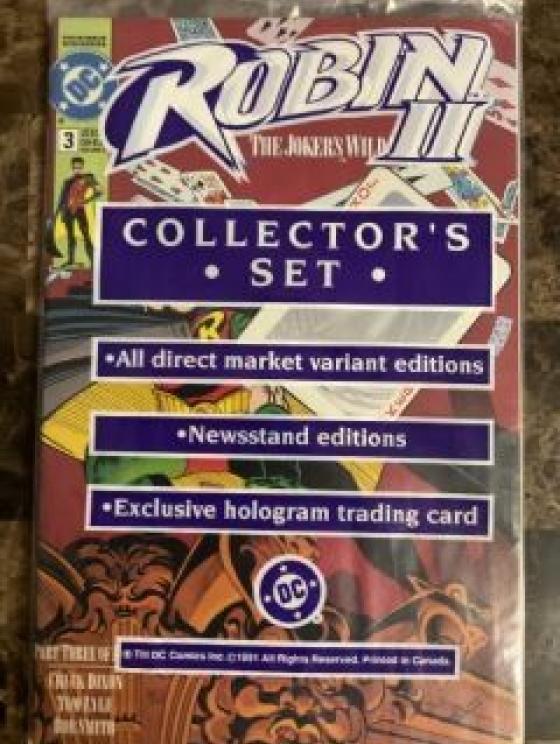 DC
ROBIN
II
THE JOKER'S WILD
3
COLLECTOR'S
• SET •
•All direct market variant editions
•Newsstand editions
•Exclusive hologram trading card
DC
PART THREE OF
® TM DC Comics Inc. ©1991 All Rights Reserved. Printed in Canada.
CHUCK DIXON
TOM LYLE
BOB SMITH